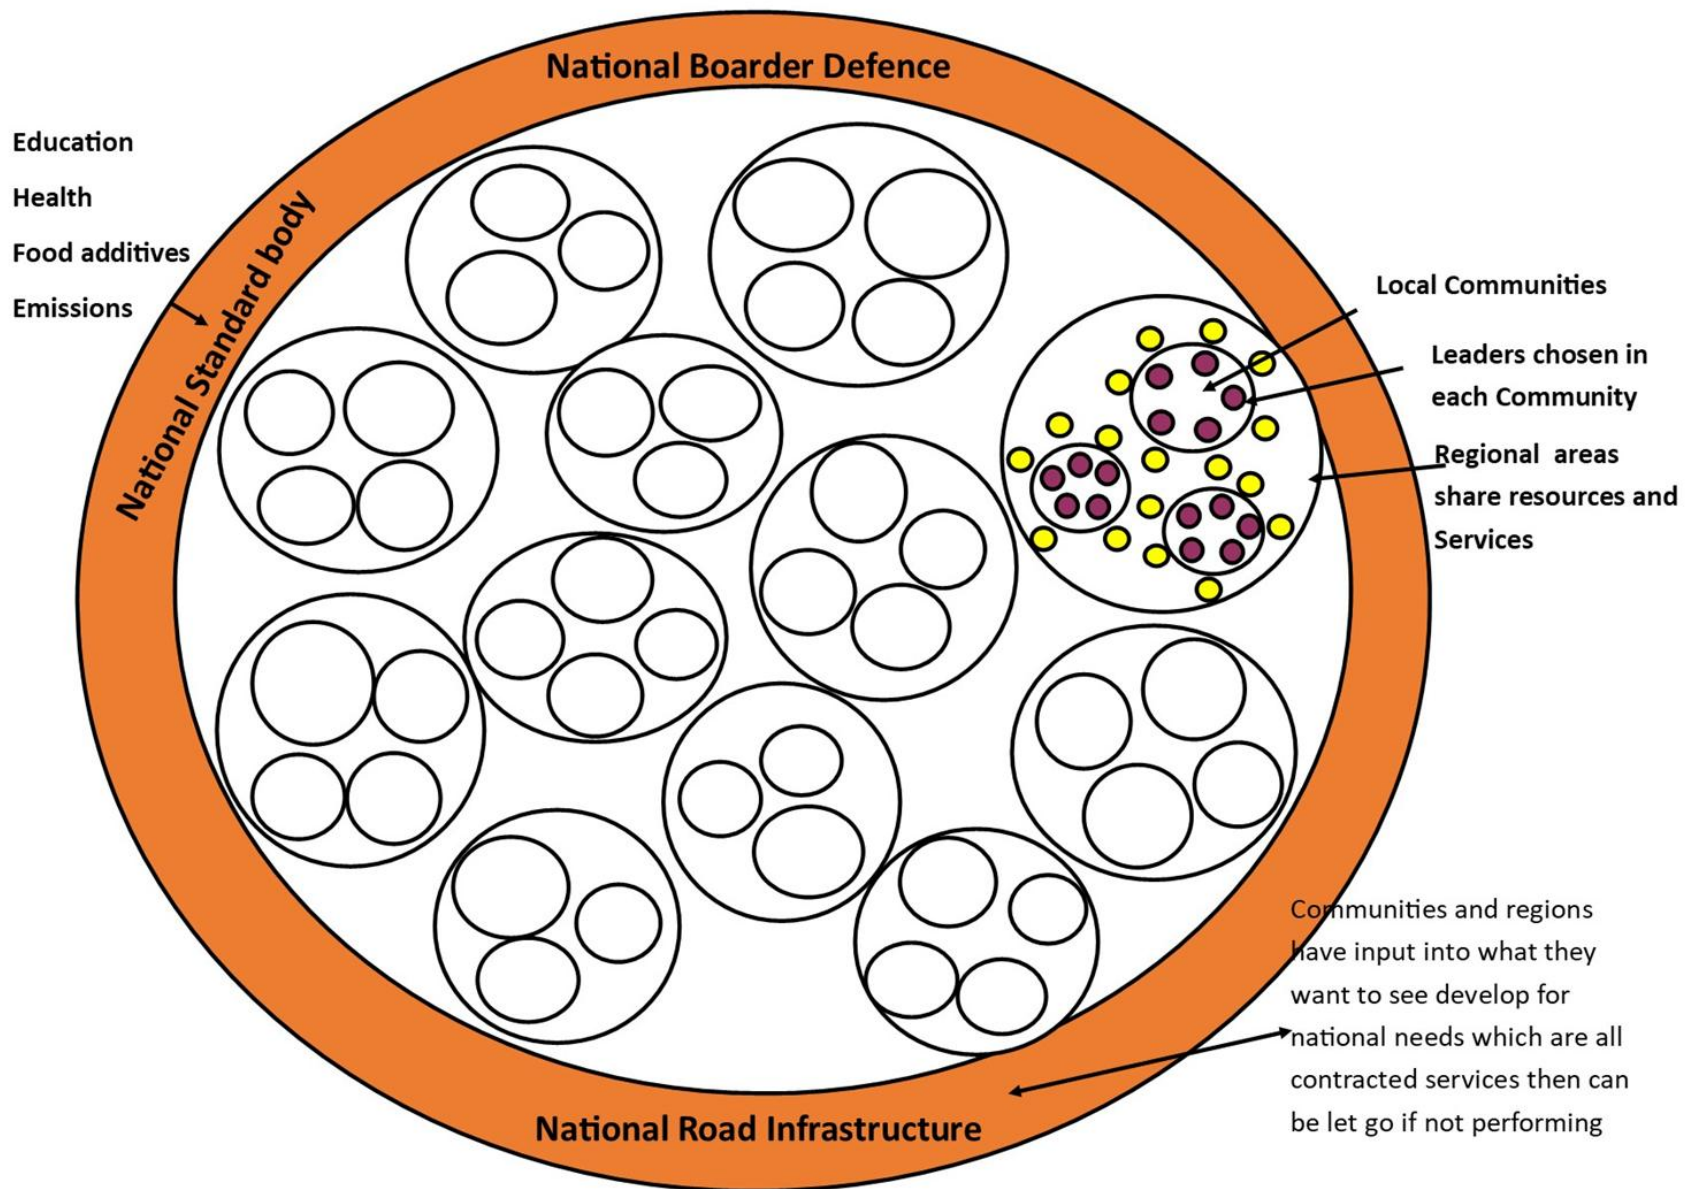 National Boarder Defence
Education
Health
Food additives
Emissions
National Standard body
Local Communities
Leaders chosen in
each Community
Regional areas
share resources and
Services
Communities and regions
have input into what they
want to see develop for
national needs which are all
contracted services then can
be let go if not performing
National Road Infrastructure